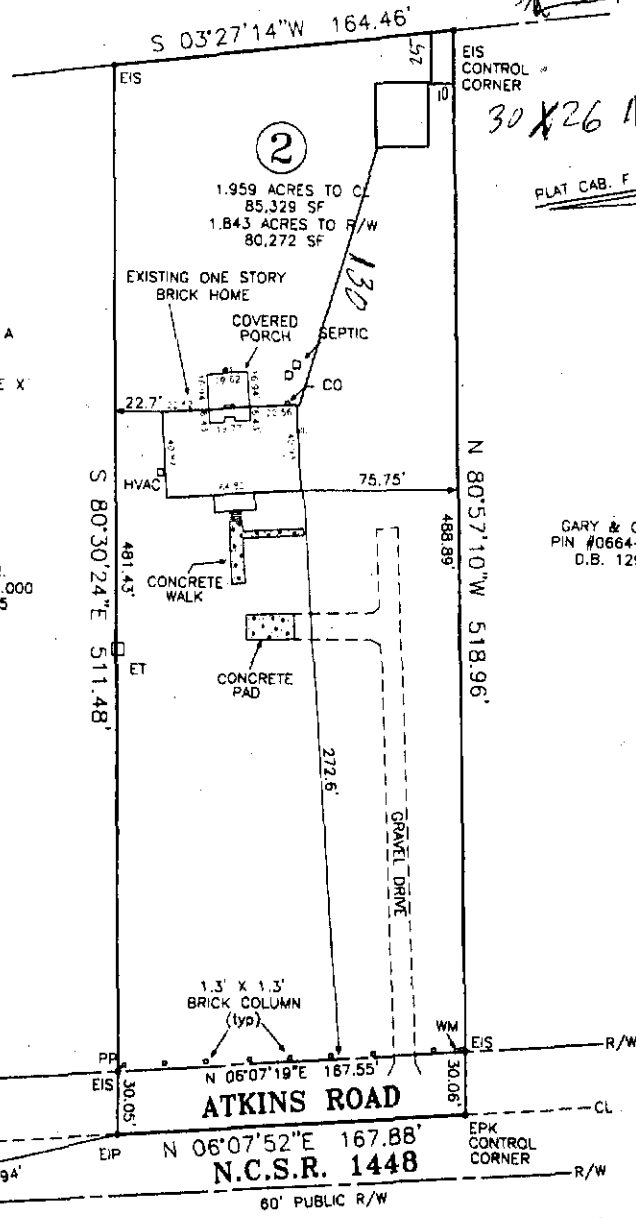 S 03°27'14"W 164.46'
EIS
EIS
CONTROL
CORNER
10
30 X 26
2
1.959 ACRES TO CL
85,329 SF
1.843 ACRES TO R/W
80,272 SF
PLAT CAB. F
130
EXISTING ONE STORY
BRICK HOME
COVERED
PORCH
SEPTIC
CO
A
E X
22.7'
HVAC
75.75'
S 80°30'24"E 511.48'
481.43'
N 80°57'10"W 518.96'
488.89
CONCRETE
WALK
GARY &
PIN #0664-
D.B. 129
.000
5
ET
CONCRETE
PAD
272.6'
GRAVEL DRIVE
1.3' X 1.3'
BRICK COLUMN
(typ)
WM
EIS
R/W
PP
EIS
N 06°07'19"E 167.55'
30.05'
30.06'
ATKINS ROAD
CL
EIP
N 06°07'52"E 167.88'
EPK
CONTROL
CORNER
94'
N.C.S.R. 1448
R/W
60' PUBLIC R/W